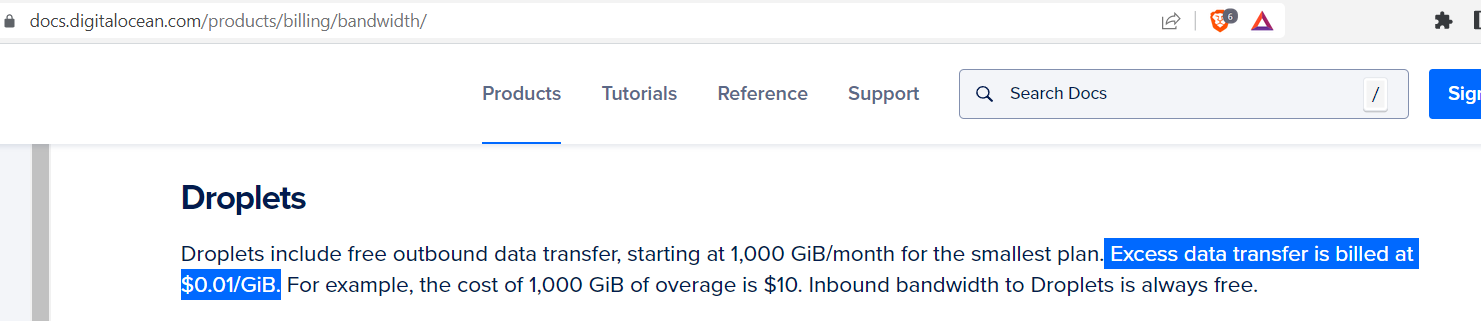 docs.digitalocean.com/products/billing/bandwidth/
6
Products Tutorials Reference Support Search Docs / Sig
Droplets
Droplets include free outbound data transfer, starting at 1,000 GiB/month for the smallest plan. Excess data transfer is billed at
$0.01/GiB. For example, the cost of 1,000 GiB of overage is $10. Inbound bandwidth to Droplets is always free.